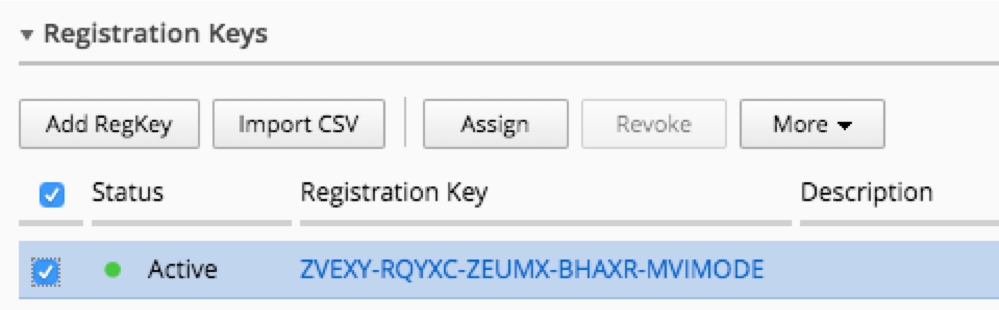 Registration Keys
Add RegKey Import CSV Assign Revoke More
Status Registration Key Description
Active ZVEXY-RQYXC-ZEUMX-BHAXR-MVIMODE